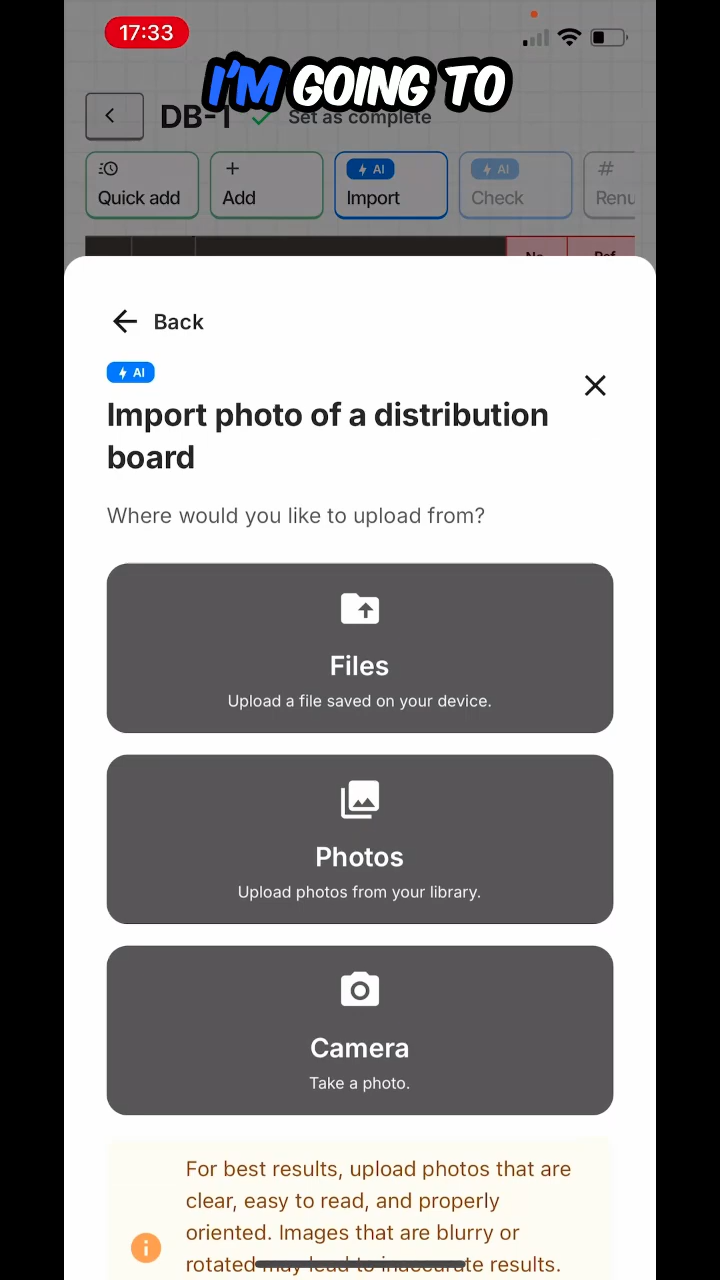 17:33
I'M GOING TO
DB-1 Set as complete
Quick add
Add
AI
Import
AI
Check
#
Renu
No
Ref
Back
AI
Import photo of a distribution
board
Where would you like to upload from?
Files
Upload a file saved on your device.
Photos
Upload photos from your library.
Camera
Take a photo.
For best results, upload photos that are
clear, easy to read, and properly
oriented. Images that are blurry or
rotated may lead to inaccurate results.